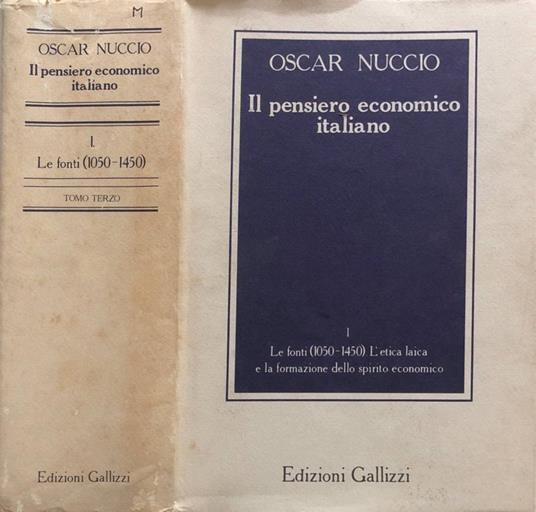 M
OSCAR NUCCIO
Il pensiero economico
italiano
I.
Le fonti (1050-1450)
TOMO TERZO
Edizioni Gallizzi
OSCAR NUCCIO
Il pensiero economico
italiano
I
Le fonti (1050-1450). L'etica laica
e la formazione dello spirito economico
Edizioni Gallizzi